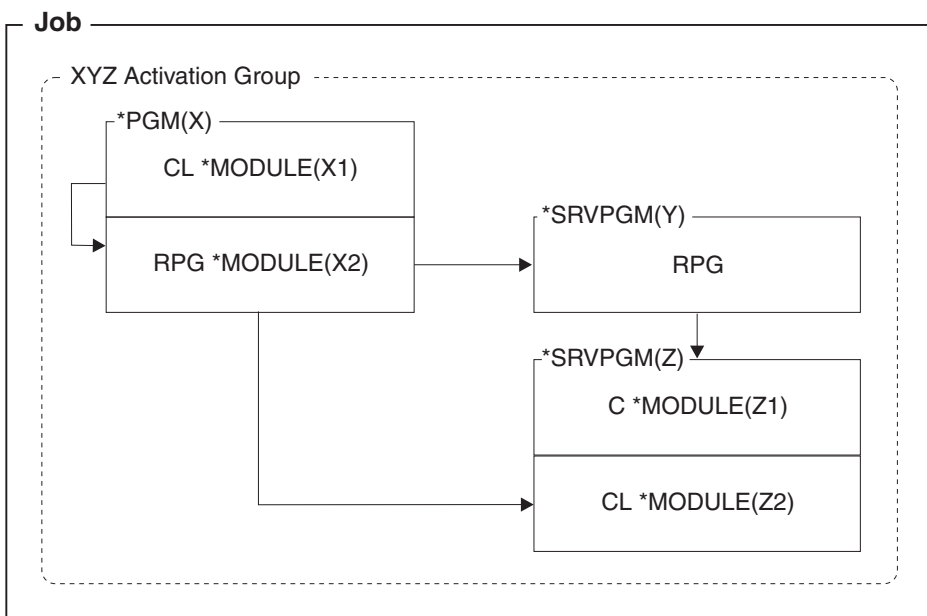 Job
XYZ Activation Group
*PGM(X)
CL *MODULE(X1)
RPG *MODULE(X2)
*SRVPGM(Y)
RPG
*SRVPGM(Z)
C *MODULE(Z1)
CL *MODULE(Z2)